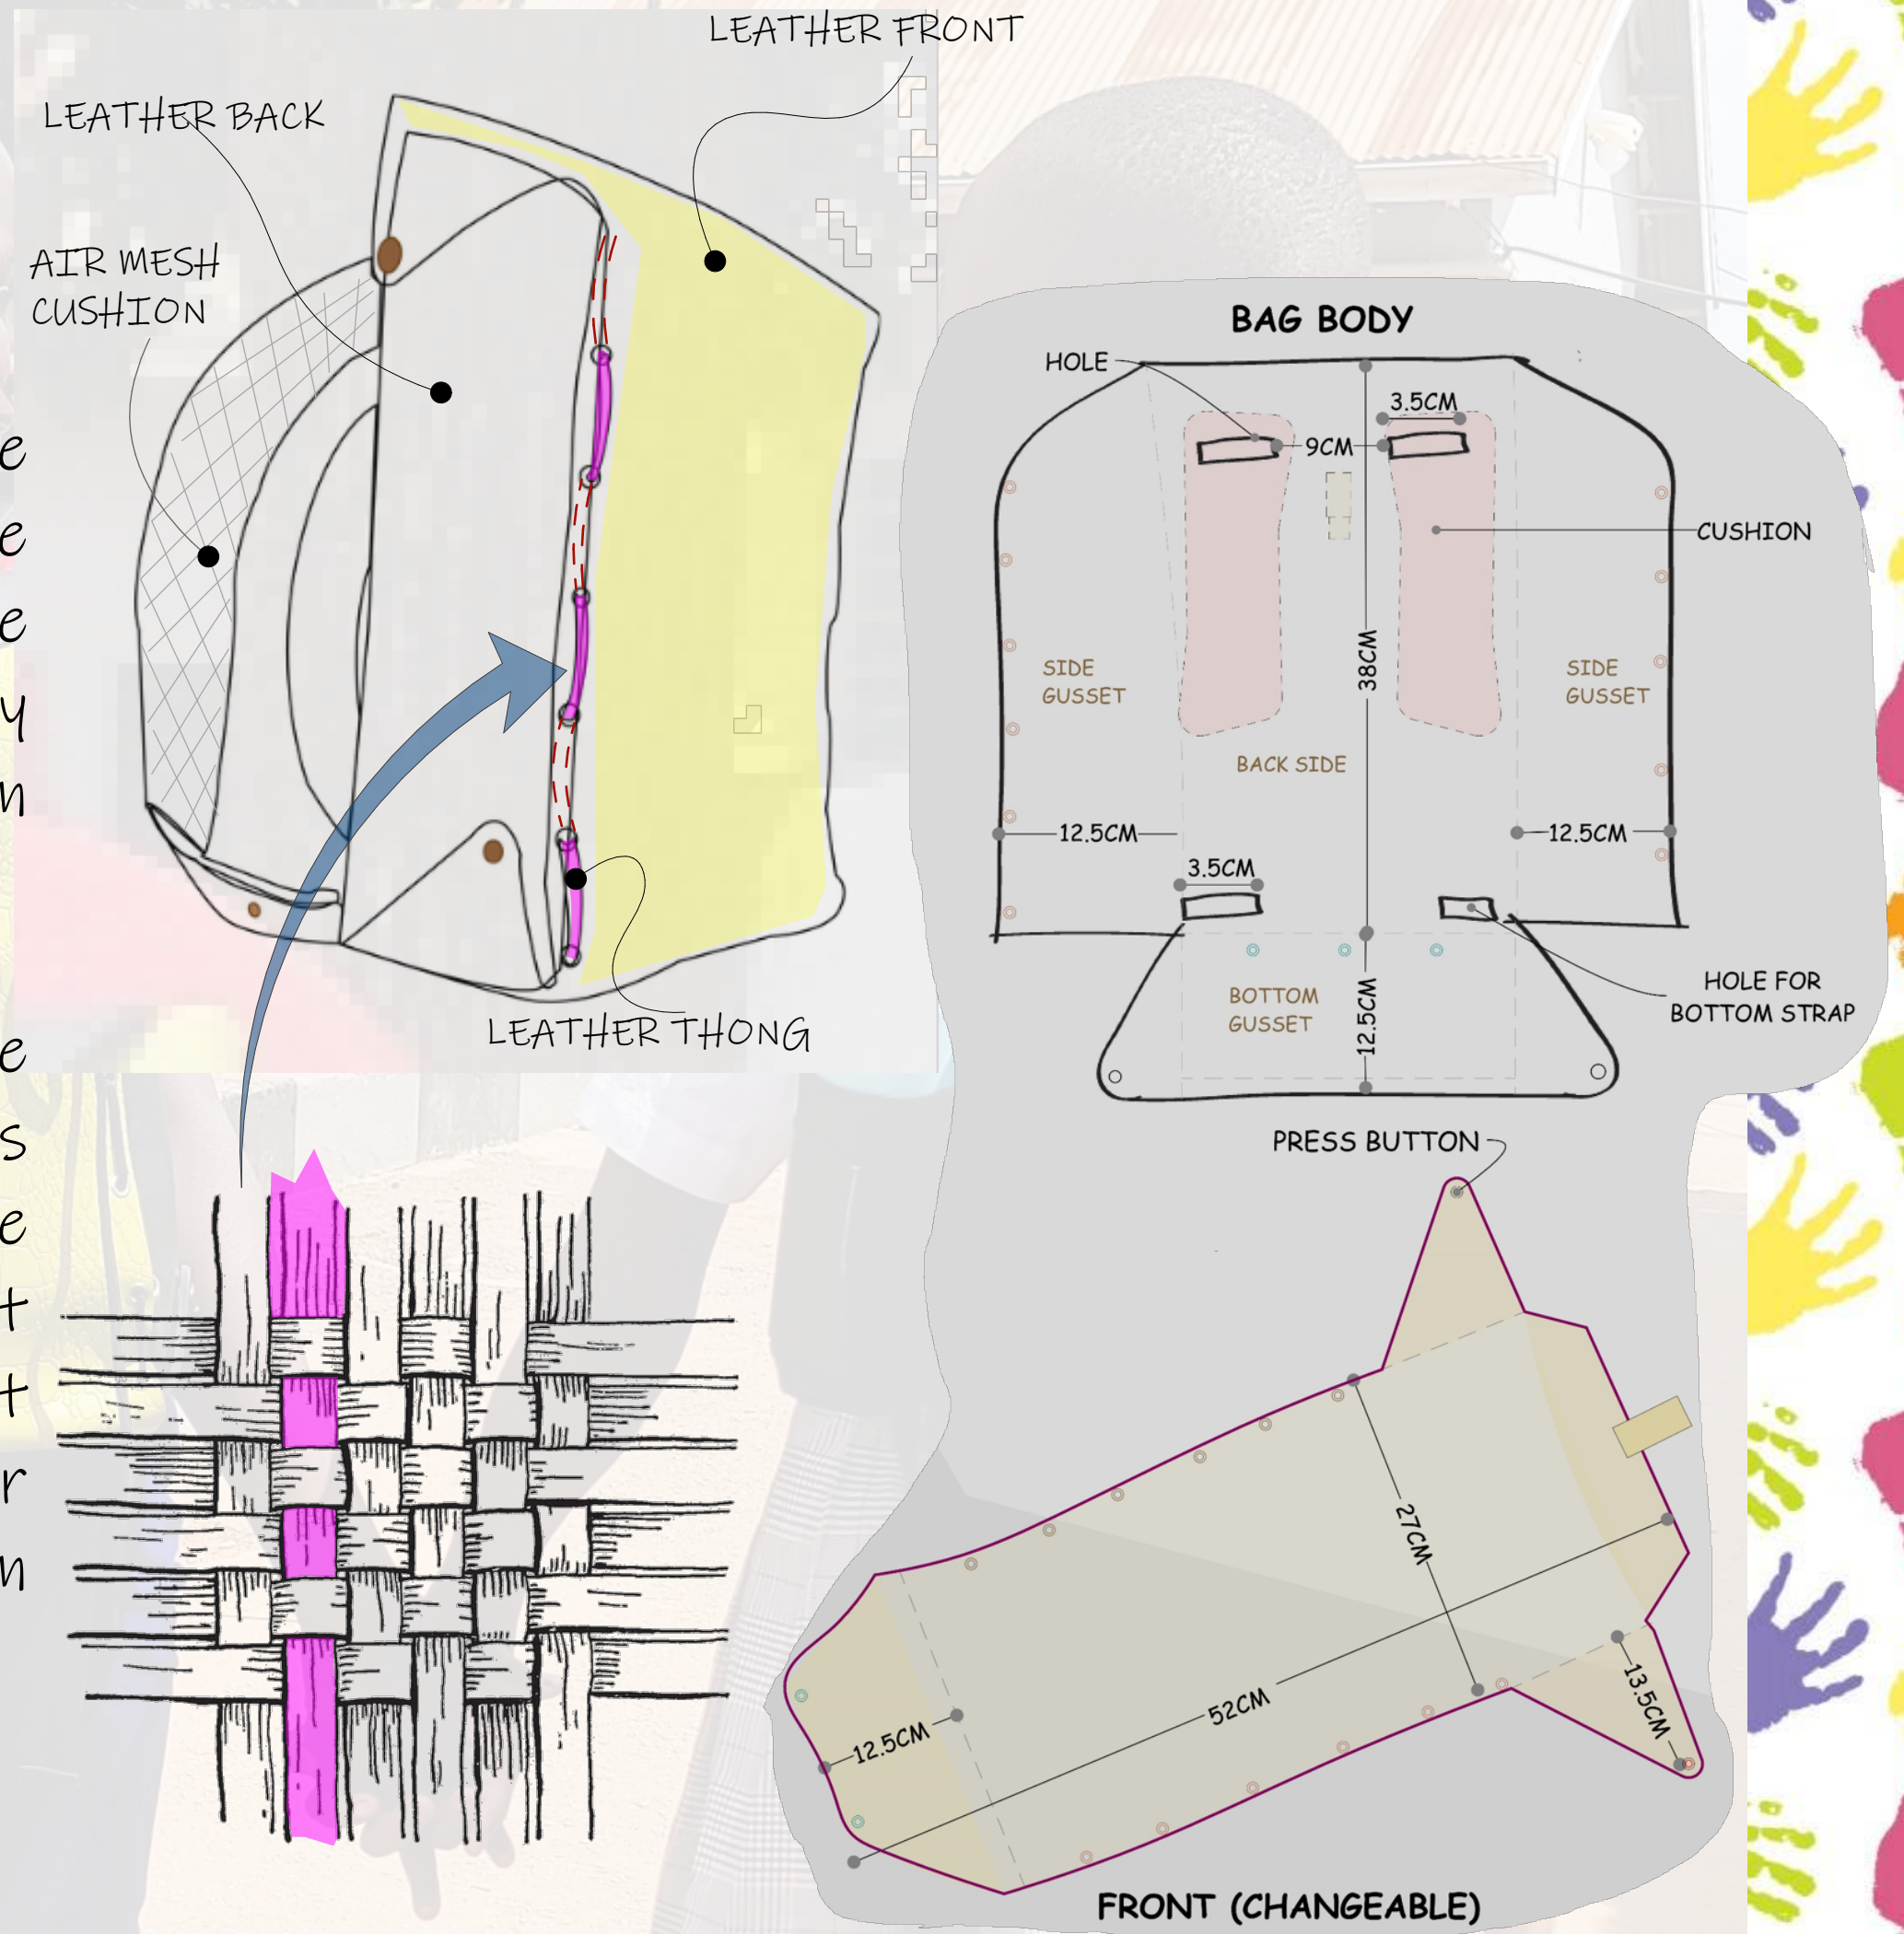 LEATHER FRONT
LEATHER BACK
AIR MESH
CUSHION
LEATHER THONG
e
e
e
y
n
e
s
e
t
t
r
n
BAG BODY
HOLE
3.5CM
9CM
CUSHION
38CM
SIDE
GUSSET
SIDE
GUSSET
BACK SIDE
12.5CM
12.5CM
3.5CM
HOLE FOR
BOTTOM STRAP
BOTTOM
GUSSET
12.5CM
PRESS BUTTON
27CM
52CM
13.5CM
12.5CM
FRONT (CHANGEABLE)